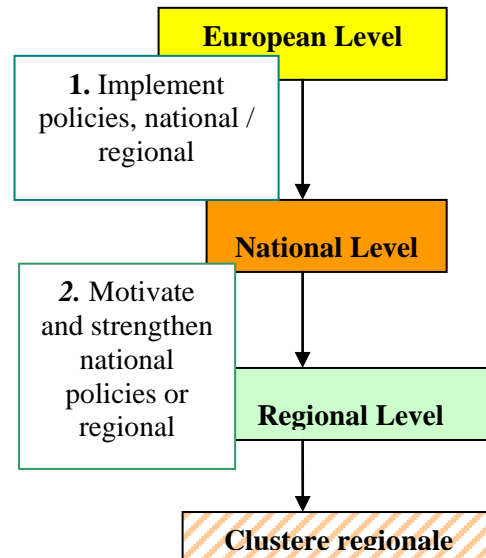 European Level
1. Implement
policies, national /
regional
National Level
2. Motivate
and strengthen
national
policies or
regional
Regional Level
Clustere regionale